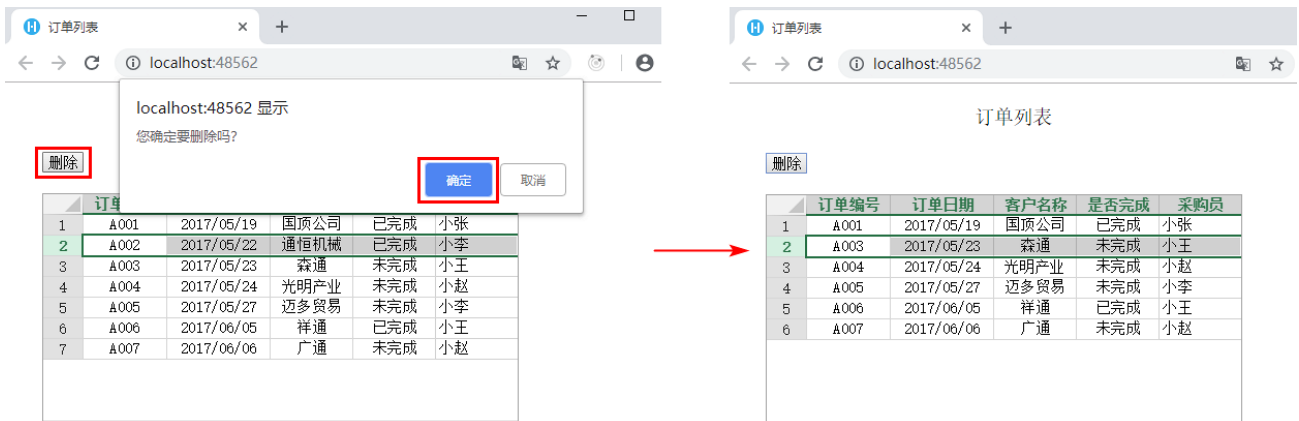 订单列表
localhost:48562
localhost:48562 显示
您确定要删除吗?
确定
取消
删除
订单
1 A001 2017/05/19 国顶公司 已完成 小张
2 A002 2017/05/22 通恒机械 已完成 小李
3 A003 2017/05/23 森通 未完成 小王
4 A004 2017/05/24 光明产业 未完成 小赵
5 A005 2017/05/27 迈多贸易 未完成 小李
6 A006 2017/06/05 祥通 已完成 小王
7 A007 2017/06/06 广通 未完成 小赵
订单列表
localhost:48562
订单列表
删除
订单编号 订单日期 客户名称 是否完成 采购员
1 A001 2017/05/19 国顶公司 已完成 小张
2 A003 2017/05/23 森通 未完成 小王
3 A004 2017/05/24 光明产业 未完成 小赵
4 A005 2017/05/27 迈多贸易 未完成 小李
5 A006 2017/06/05 祥通 已完成 小王
6 A007 2017/06/06 广通 未完成 小赵